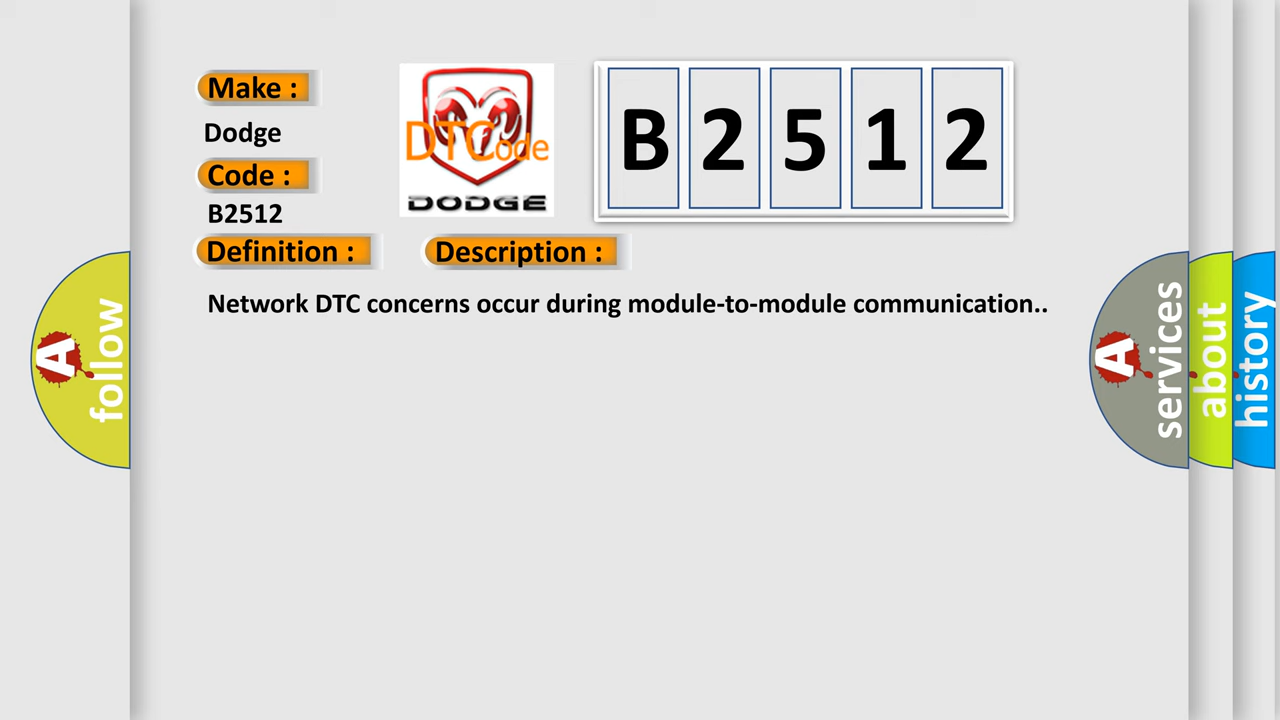 Make :
Dodge
Code :
B2512
Definition :
Description :
Network DTC concerns occur during module-to-module communication..
DTCode
DODGE
B 2 5 1 2
A follow
A services
about
history